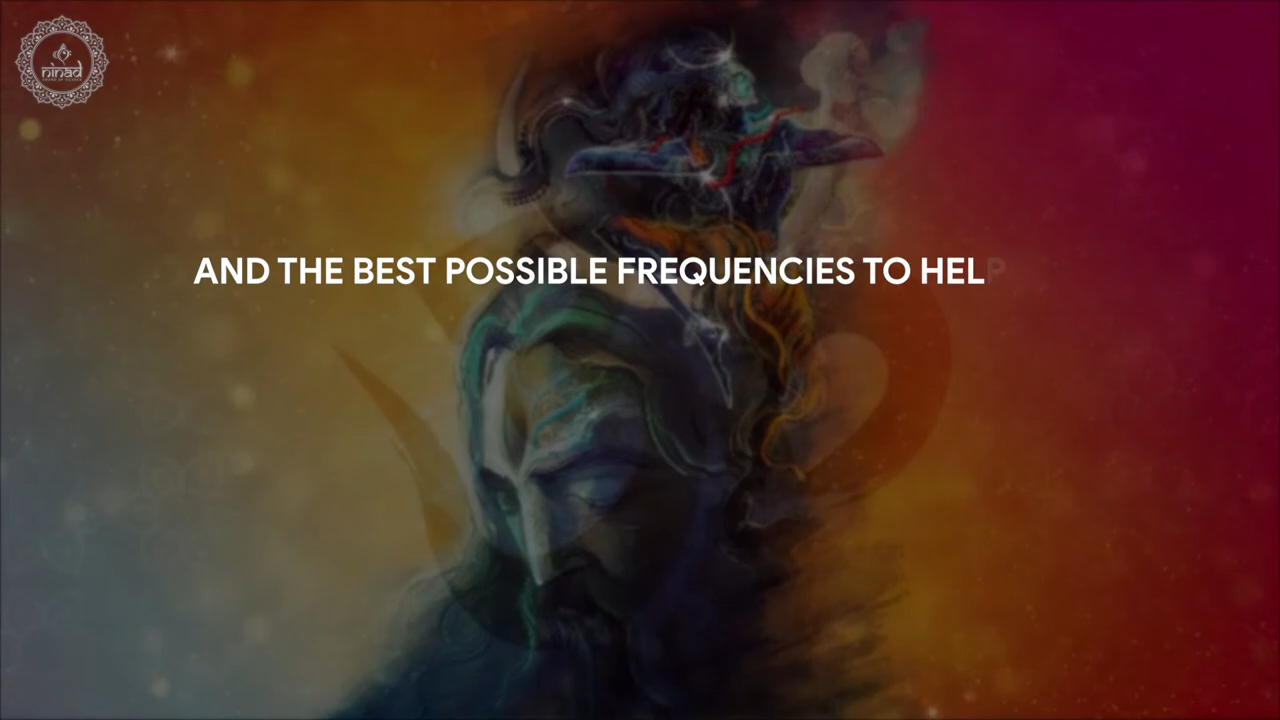 ninad
AND THE BEST POSSIBLE FREQUENCIES TO HELP